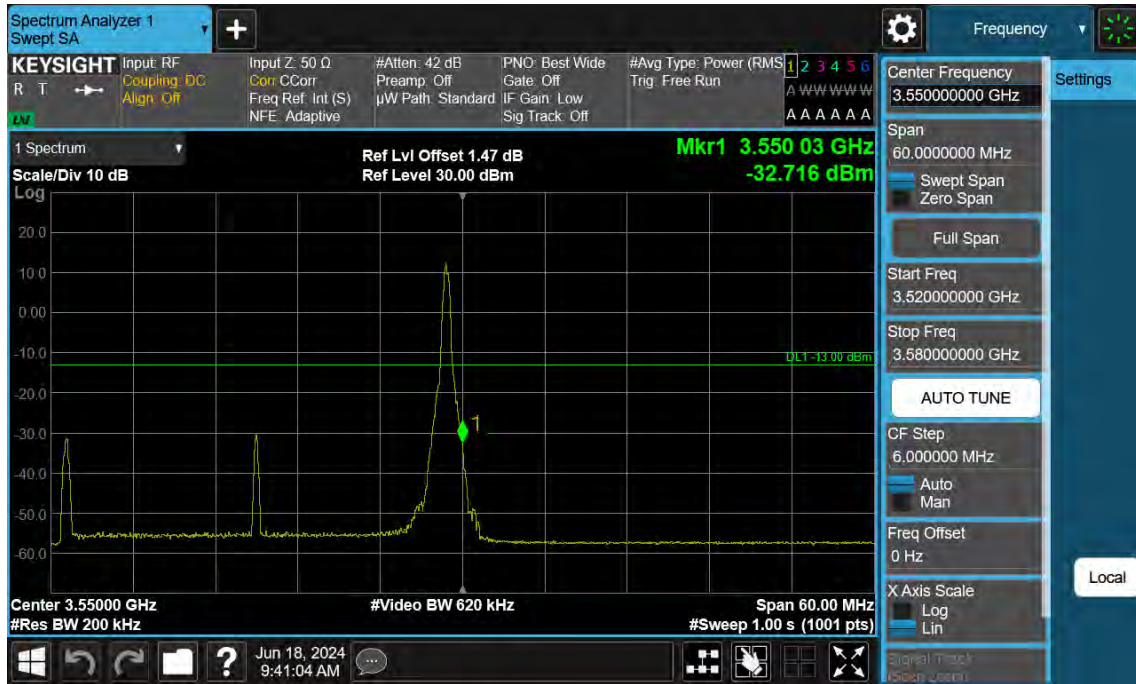 Spectrum Analyzer 1
Swept SA
+
Frequency
KEYSIGHT
R T
LXI
Input: RF
Coupling: DC
Align: Off
Input Z: 50 Ω
Corr CCorr
Freq Ref: Int (S)
NFE: Adaptive
#Atten: 42 dB
Preamp: Off
µW Path: Standard
PNO: Best Wide
Gate: Off
IF Gain: Low
Sig Track: Off
#Avg Type: Power (RMS
Trig: Free Run
1 2 3 4 5 6
A W W W W W
A A A A A A
1 Spectrum
Scale/Div 10 dB
Log
Ref Lvl Offset 1.47 dB
Ref Level 30.00 dBm
Mkr1 3.550 03 GHz
-32.716 dBm
20.0
10.0
0.00
-10.0
-20.0
-30.0
-40.0
-50.0
-60.0
DL1 -13.00 dBm
1
Center 3.55000 GHz
#Res BW 200 kHz
#Video BW 620 kHz
Span 60.00 MHz
#Sweep 1.00 s (1001 pts)
Center Frequency
3.550000000 GHz
Span
60.0000000 MHz
Swept Span
Zero Span
Full Span
Start Freq
3.520000000 GHz
Stop Freq
3.580000000 GHz
AUTO TUNE
CF Step
6.000000 MHz
Auto
Man
Freq Offset
0 Hz
X Axis Scale
Log
Lin
Signal Track
(Span Zoom)
Settings
Local
?
Jun 18, 2024
9:41:04 AM